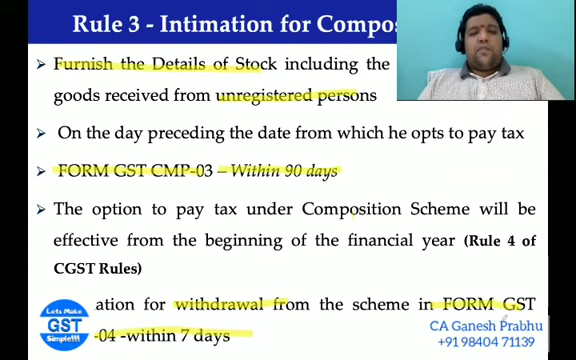 Rule 3 - Intimation for Compos
Furnish the Details of Stock including the
goods received from unregistered persons
On the day preceding the date from which he opts to pay tax
FORM GST CMP-03 – Within 90 days
The option to pay tax under Composition Scheme will be
effective from the beginning of the financial year (Rule 4 of
CGST Rules)
ation for withdrawal from the scheme in FORM GST
-04 -within 7 days
Lets Make
GST
Simple!!!
CA Ganesh Prabhu
+91 90840 71139